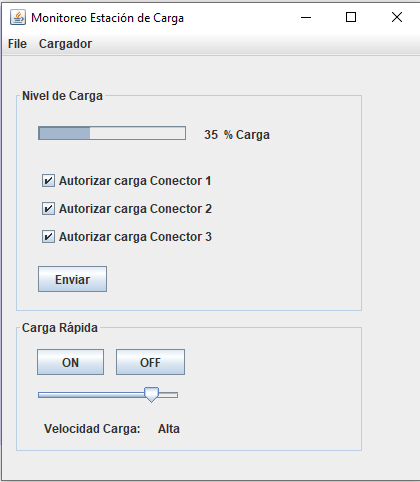 Monitoreo Estación de Carga
File Cargador
Nivel de Carga
35 % Carga
Autorizar carga Conector 1
Autorizar carga Conector 2
Autorizar carga Conector 3
Enviar
Carga Rápida
ON OFF
Velocidad Carga: Alta